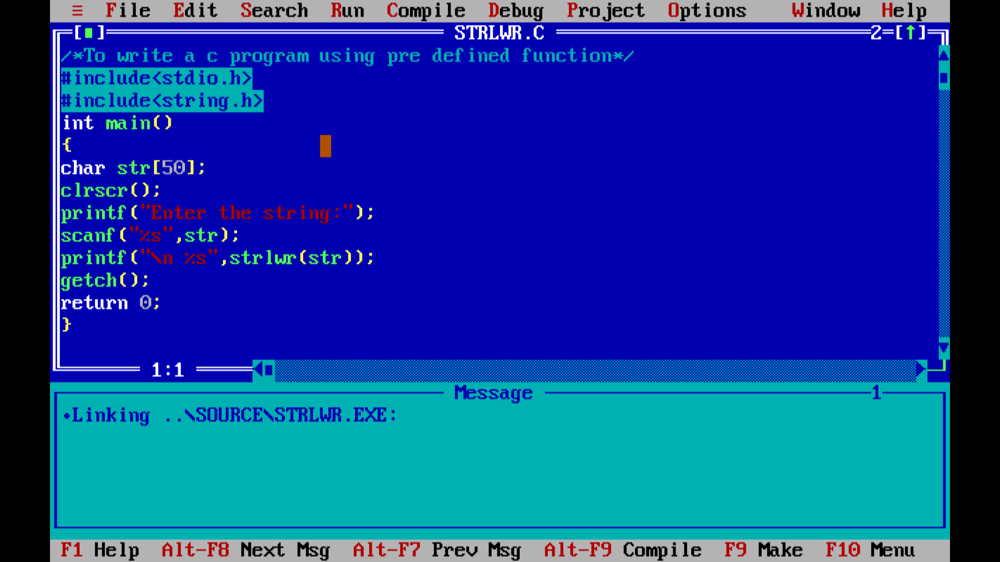 ≡ File Edit Search Run Compile Debug Project Options Window Help
[■] STRLWR.C 2=[↑]
/*To write a c program using pre defined function*/
#include<stdio.h>
#include<string.h>
int main()
{
char str[50];
clrscr();
printf("Enter the string:");
scanf("%s",str);
printf("\n %s",strlwr(str));
getch();
return 0;
}
1:1
Message 1
•Linking ..\SOURCE\STRLWR.EXE:
F1 Help Alt-F8 Next Msg Alt-F7 Prev Msg Alt-F9 Compile F9 Make F10 Menu